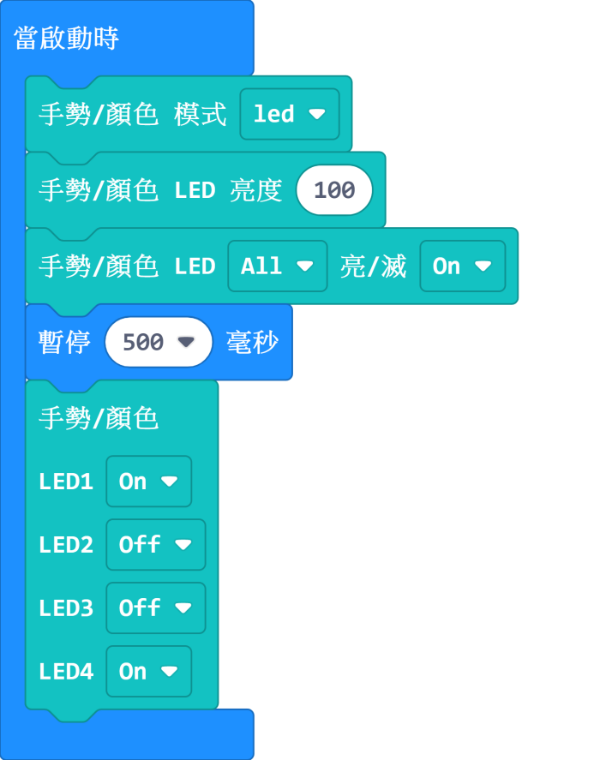 當啟動時
手勢/顏色 模式 led
手勢/顏色 LED 亮度 100
手勢/顏色 LED All 亮/滅 On
暫停 500 毫秒
手勢/顏色
LED1 On
LED2 Off
LED3 Off
LED4 On